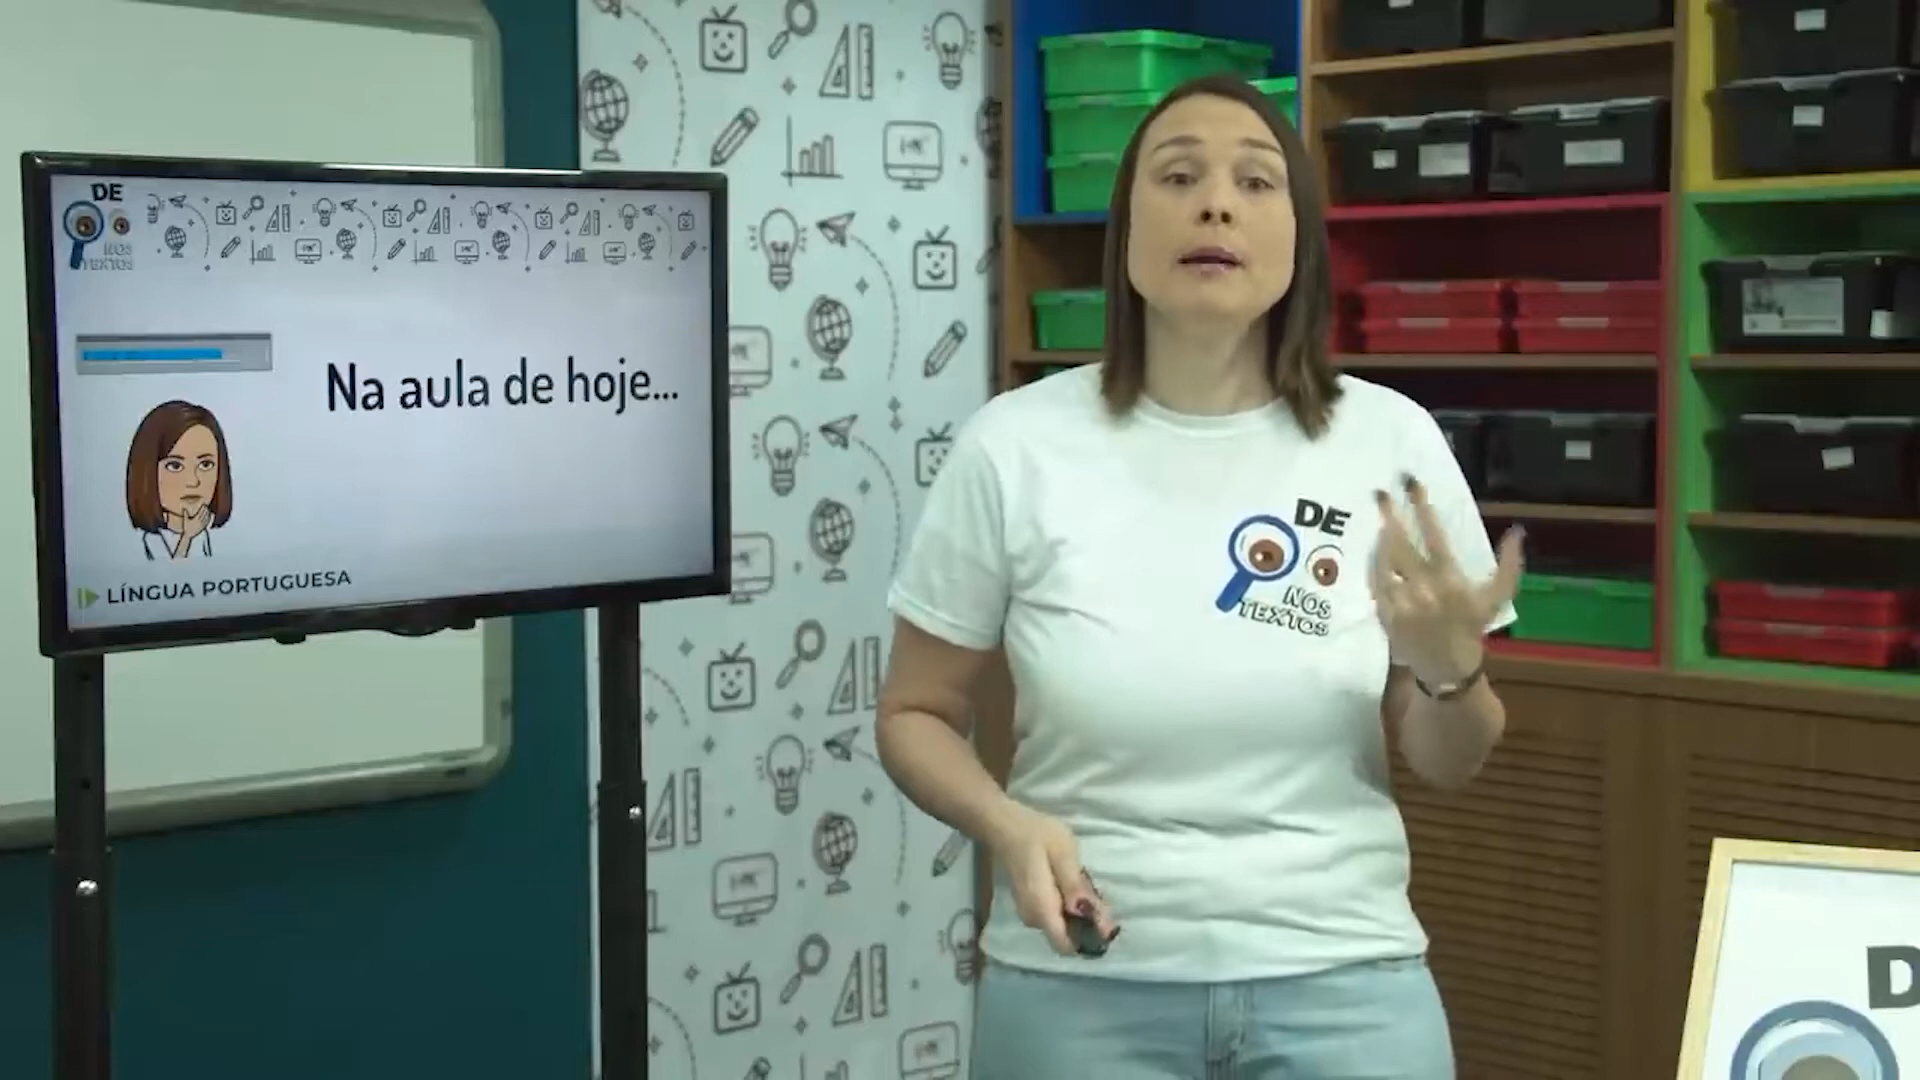 DE
NOS
TEXTOS
Na aula de hoje...
LÍNGUA PORTUGUESA
DE
NOS
TEXTOS
D